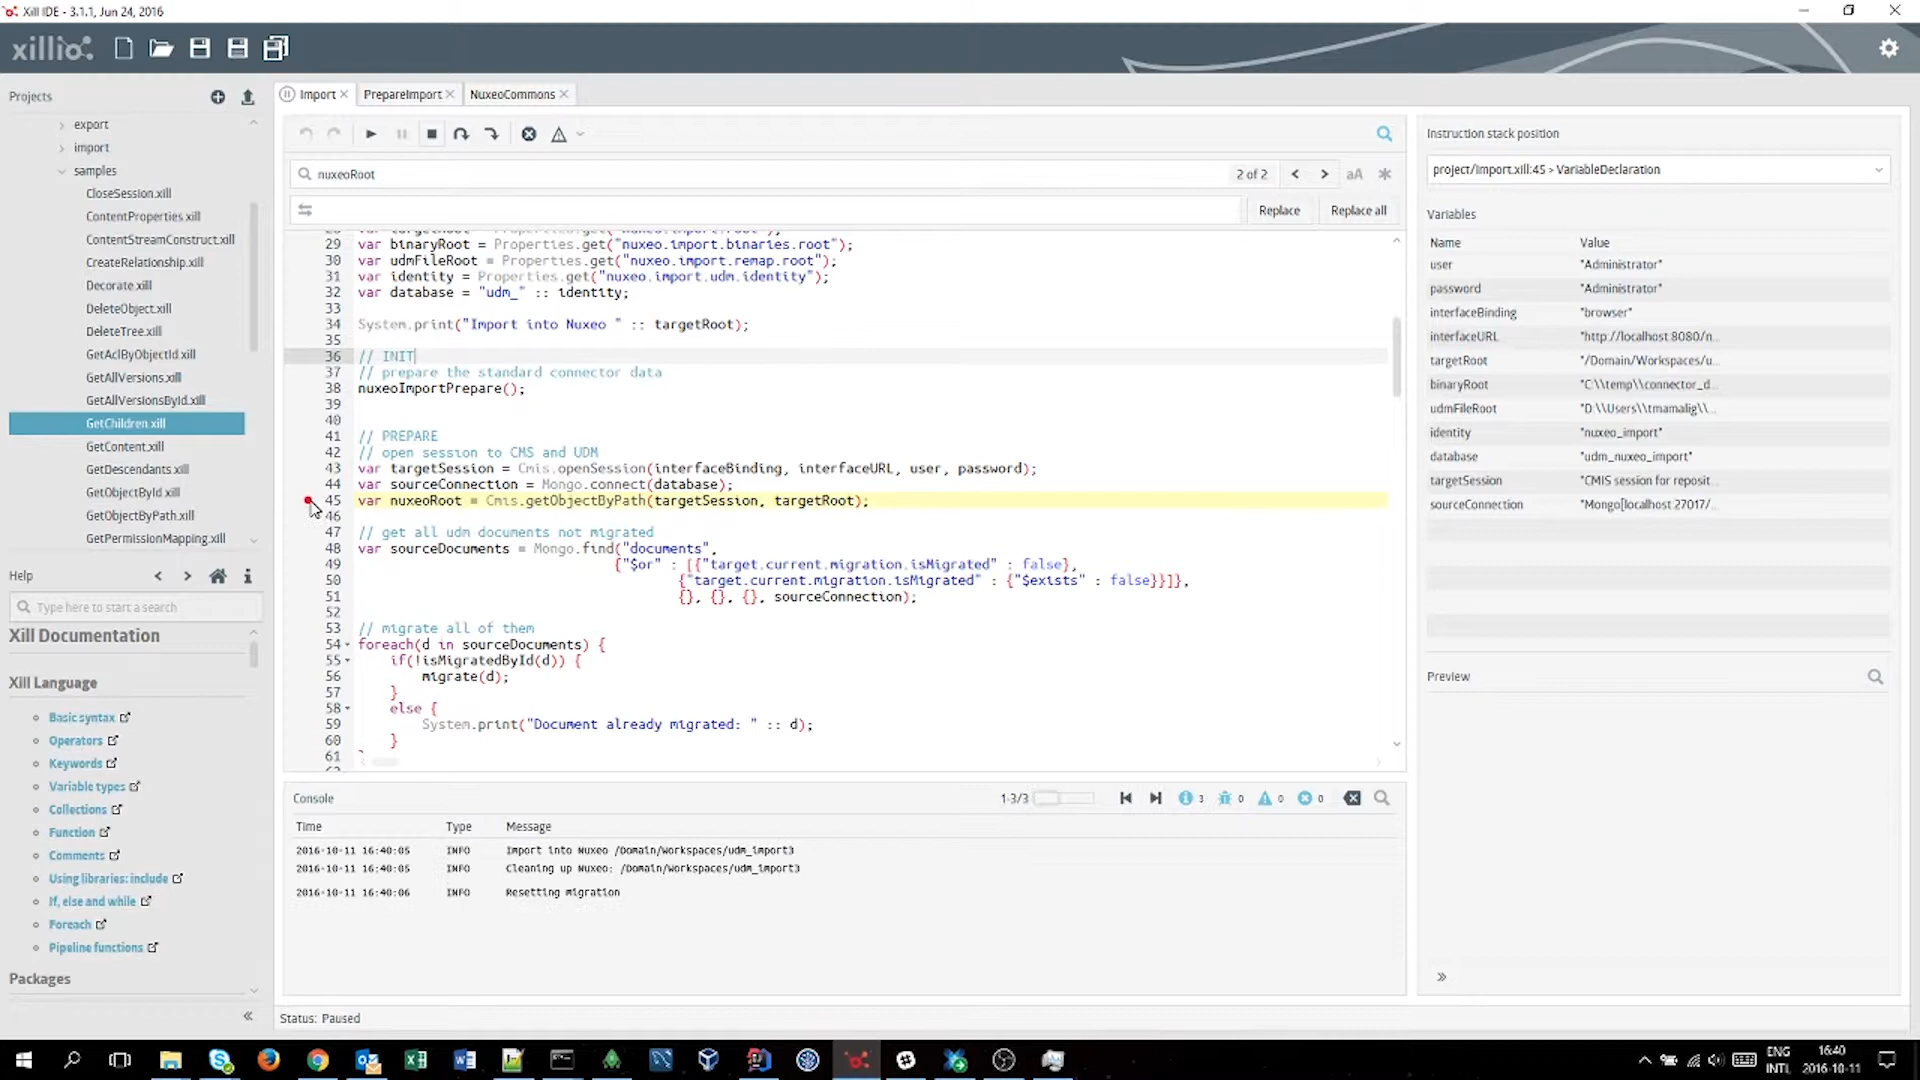 Xill IDE - 3.1.1, Jun 24, 2016
xillio
Projects
export
import
samples
CloseSession.xill
ContentProperties.xill
ContentStreamConstruct.xill
CreateRelationship.xill
Decorate.xill
DeleteObject.xill
DeleteTree.xill
GetAclByObjectId.xill
GetAllVersions.xill
GetAllVersionsById.xill
GetChildren.xill
GetContent.xill
GetDescendants.xill
GetObjectById.xill
GetObjectByPath.xill
GetPermissionMapping.xill
Help
Type here to start a search
Xill Documentation
Xill Language
Basic syntax
Operators
Keywords
Variable types
Collections
Function
Comments
Using libraries: include
If, else and while
Foreach
Pipeline functions
Packages
Import
PrepareImport
NuxeoCommons
nuxeoRoot
2 of 2
aA
Replace
Replace all
29 var binaryRoot = Properties.get("nuxeo.import.binaries.root");
30 var udmFileRoot = Properties.get("nuxeo.import.remap.root");
31 var identity = Properties.get("nuxeo.import.udm.identity");
32 var database = "udm_" :: identity;
33
34 System.print("Import into Nuxeo " :: targetRoot);
35
36 // INIT
37 // prepare the standard connector data
38 nuxeoImportPrepare();
39
40
41 // PREPARE
42 // open session to CMS and UDM
43 var targetSession = Cmis.openSession(interfaceBinding, interfaceURL, user, password);
44 var sourceConnection = Mongo.connect(database);
45 var nuxeoRoot = Cmis.getObjectByPath(targetSession, targetRoot);
46
47 // get all udm documents not migrated
48 var sourceDocuments = Mongo.find("documents",
49 {"$or" : [{"target.current.migration.isMigrated" : false},
50 {"target.current.migration.isMigrated" : {"$exists" : false}}]},
51 {}, {}, {}, sourceConnection);
52
53 // migrate all of them
54 foreach(d in sourceDocuments) {
55 if(!isMigratedById(d)) {
56 migrate(d);
57 }
58 else {
59 System.print("Document already migrated: " :: d);
60 }
61
Console
1-3/3
3
0
0
0
Time Type Message
2016-10-11 16:40:05 INFO Import into Nuxeo /Domain/Workspaces/udm_import3
2016-10-11 16:40:05 INFO Cleaning up Nuxeo: /Domain/Workspaces/udm_import3
2016-10-11 16:40:06 INFO Resetting migration
Status: Paused
Instruction stack position
project/Import.xill:45 > VariableDeclaration
Variables
Name Value
user "Administrator"
password "Administrator"
interfaceBinding "browser"
interfaceURL "http://localhost:8080/n...
targetRoot "/Domain/Workspaces/u...
binaryRoot "C:\\temp\\connector_d...
udmFileRoot "D:\\Users\\tmamalig\\...
identity "nuxeo_import"
database "udm_nuxeo_import"
targetSession "CMIS session for reposit...
sourceConnection "Mongo[localhost:27017/...
Preview
ENG
INTL
16:40
2016-10-11